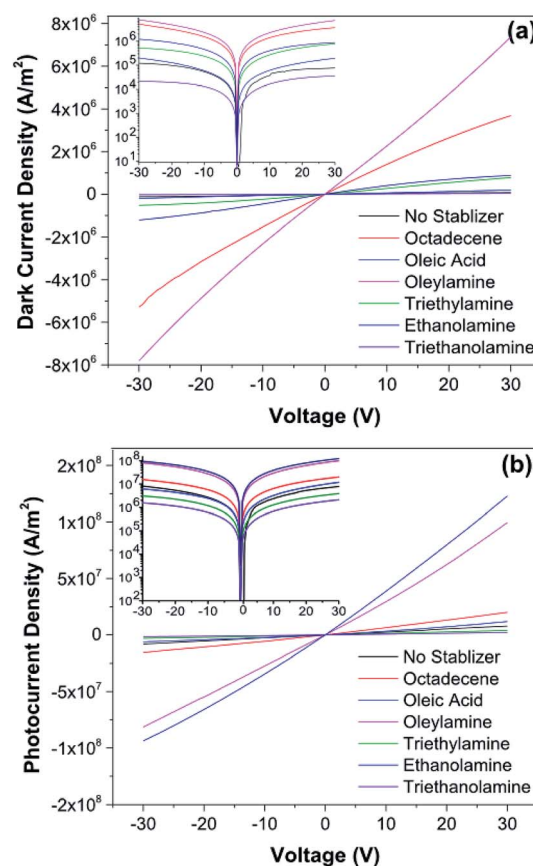 (a)
Dark Current Density (A/m²)
8x10⁶
6x10⁶
4x10⁶
2x10⁶
0
-2x10⁶
-4x10⁶
-6x10⁶
-8x10⁶
10⁶
10⁵
10⁴
10³
10¹
-30 -20 -10 0 10 20 30
No Stablizer
Octadecene
Oleic Acid
Oleylamine
Triethylamine
Ethanolamine
Triethanolamine
-30 -20 -10 0 10 20 30
Voltage (V)
(b)
Photocurrent Density (A/m²)
2x10⁸
1x10⁸
5x10⁷
0
-5x10⁷
-1x10⁸
-2x10⁸
10⁸
10⁷
10⁶
10⁵
10⁴
10³
10²
-30 -20 -10 0 10 20 30
No Stablizer
Octadecene
Oleic Acid
Oleylamine
Triethylamine
Ethanolamine
Triethanolamine
-30 -20 -10 0 10 20 30
Voltage (V)